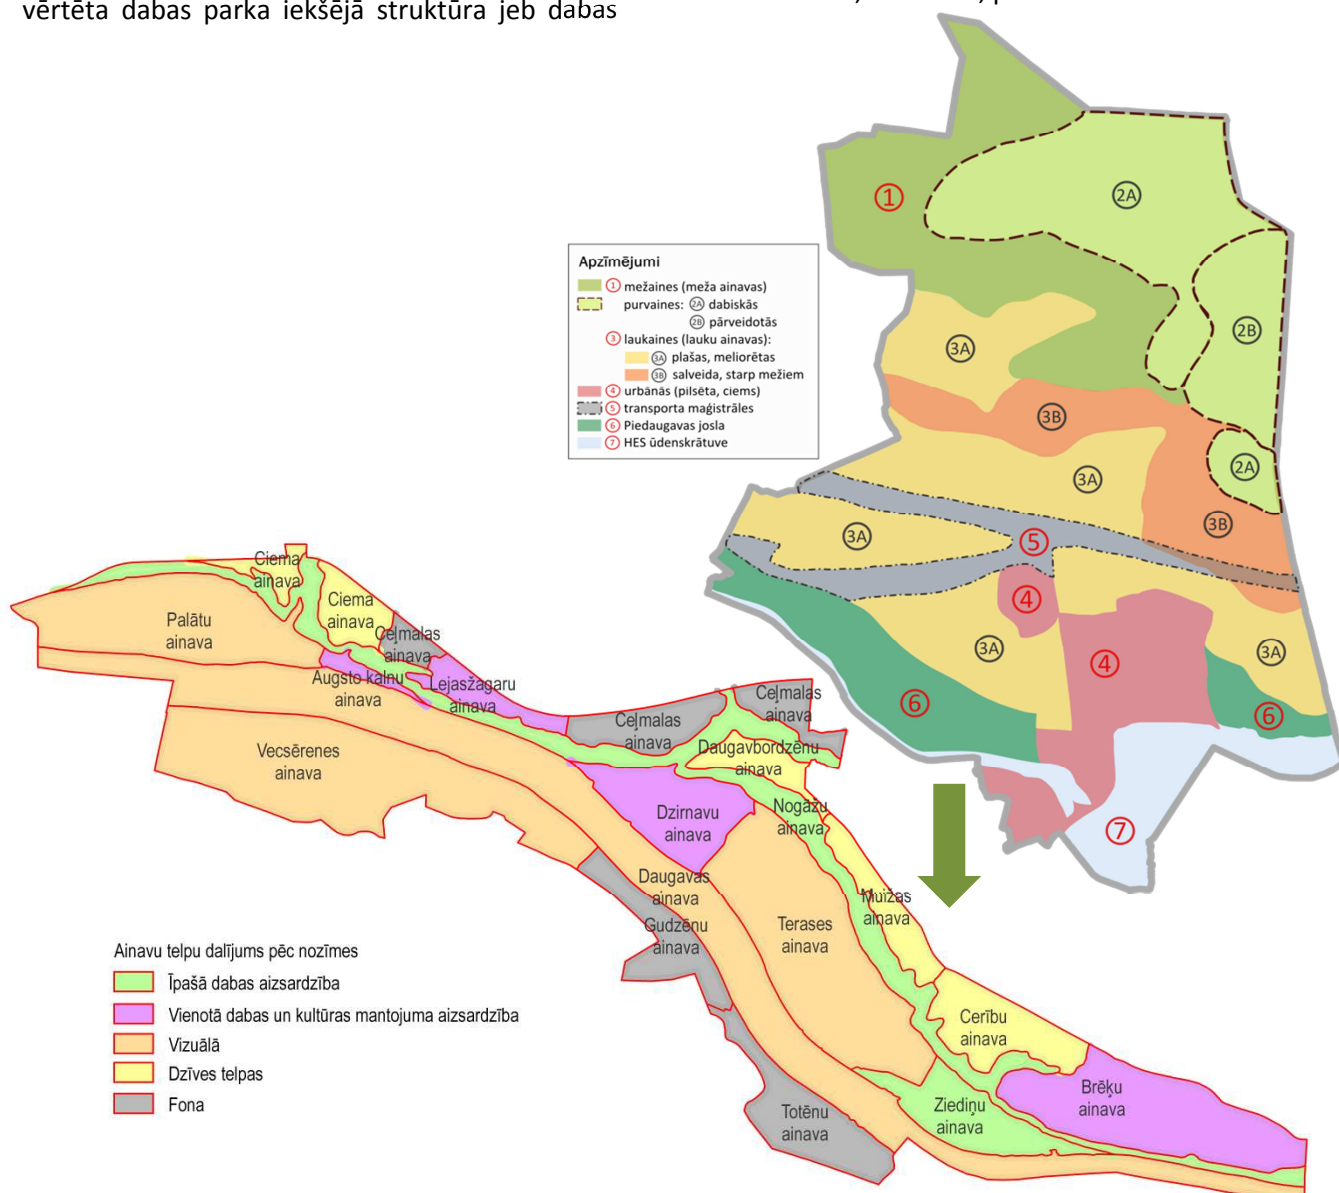 vērtēta dabas parka iekšējā struktūra jeb dabas
1
2A
2B
2A
3A
3B
3A
3B
3A
5
4
3A
4
3A
6
6
7
Apzīmējumi
1 mežaines (meža ainavas)
purvaines: 2A dabiskās
2B pārveidotās
3 laukaines (lauku ainavas):
3A plašas, meliorētas
3B salveida, starp mežiem
4 urbānās (pilsēta, ciems)
5 transporta maģistrāles
6 Piedaugavas josla
7 HES ūdenskrātuve
Ciema
ainava
Ciema
ainava
Palātu
ainava
Ceļmalas
ainava
Augsto kalnu
ainava
Lejasžagaru
ainava
Ceļmalas
ainava
Ceļmalas
ainava
Vecsērenes
ainava
Daugavbordzēnu
ainava
Dzirnavu
ainava
Nogāžu
ainava
Daugavas
ainava
Muižas
ainava
Gudzēnu
ainava
Terases
ainava
Cerību
ainava
Brēķu
ainava
Ziediņu
ainava
Totēnu
ainava
Ainavu telpu dalījums pēc nozīmes
Īpašā dabas aizsardzība
Vienotā dabas un kultūras mantojuma aizsardzība
Vizuālā
Dzīves telpas
Fona